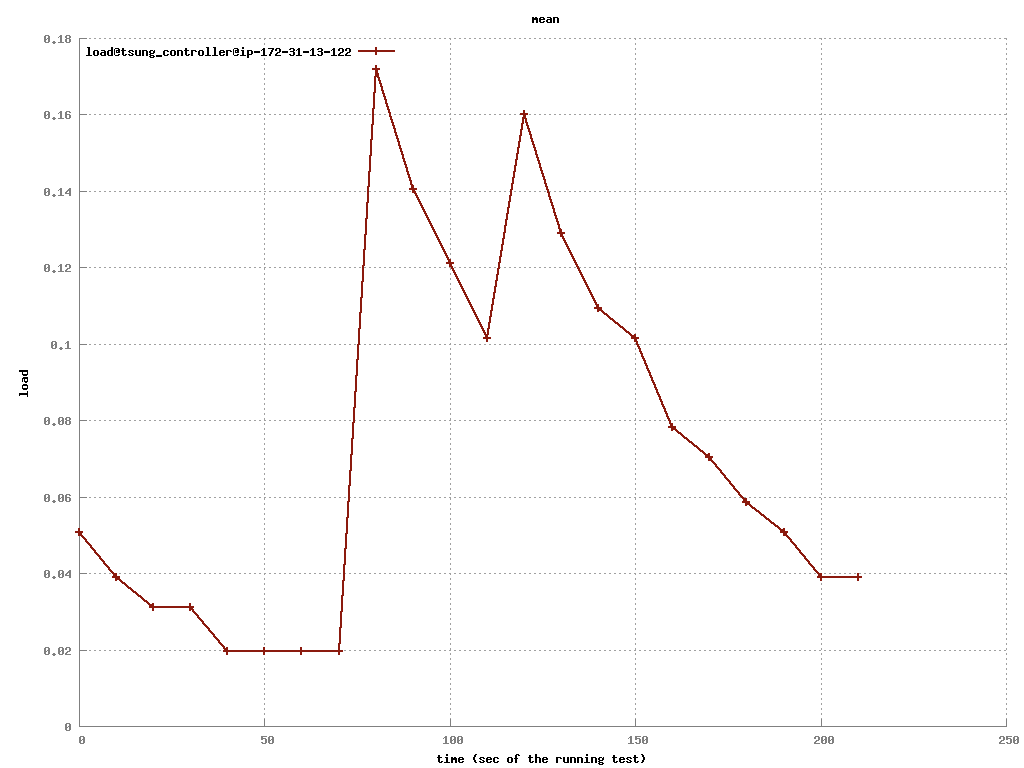 mean
0.18
load@tsung_controller@ip-172-31-13-122
0.16
0.14
0.12
0.1
load
0.08
0.06
0.04
0.02
0
0 50 100 150 200 250
time (sec of the running test)